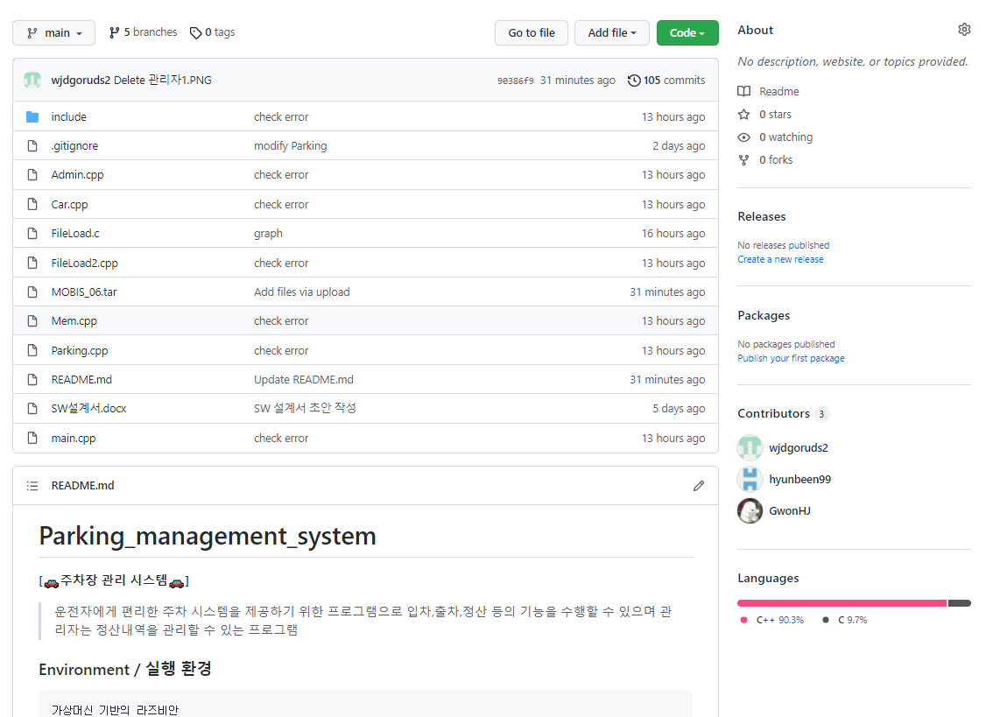 main 5 branches 0 tags Go to file Add file Code
wjdgoruds2 Delete 관리자1.PNG 90386f9 31 minutes ago 105 commits
include check error 13 hours ago
.gitignore modify Parking 2 days ago
Admin.cpp check error 13 hours ago
Car.cpp check error 13 hours ago
FileLoad.c graph 16 hours ago
FileLoad2.cpp check error 13 hours ago
MOBIS_06.tar Add files via upload 31 minutes ago
Mem.cpp check error 13 hours ago
Parking.cpp check error 13 hours ago
README.md Update README.md 31 minutes ago
SW설계서.docx SW 설계서 초안 작성 5 days ago
main.cpp check error 13 hours ago
README.md
Parking_management_system
[🚗주차장 관리 시스템🚗]
운전자에게 편리한 주차 시스템을 제공하기 위한 프로그램으로 입차,출차,정산 등의 기능을 수행할 수 있으며 관
리자는 정산내역을 관리할 수 있는 프로그램
Environment / 실행 환경
가상머신 기반의 라즈비안
About
No description, website, or topics provided.
Readme
0 stars
0 watching
0 forks
Releases
No releases published
Create a new release
Packages
No packages published
Publish your first package
Contributors 3
wjdgoruds2
hyunbeen99
GwonHJ
Languages
C++ 90.3% C 9.7%